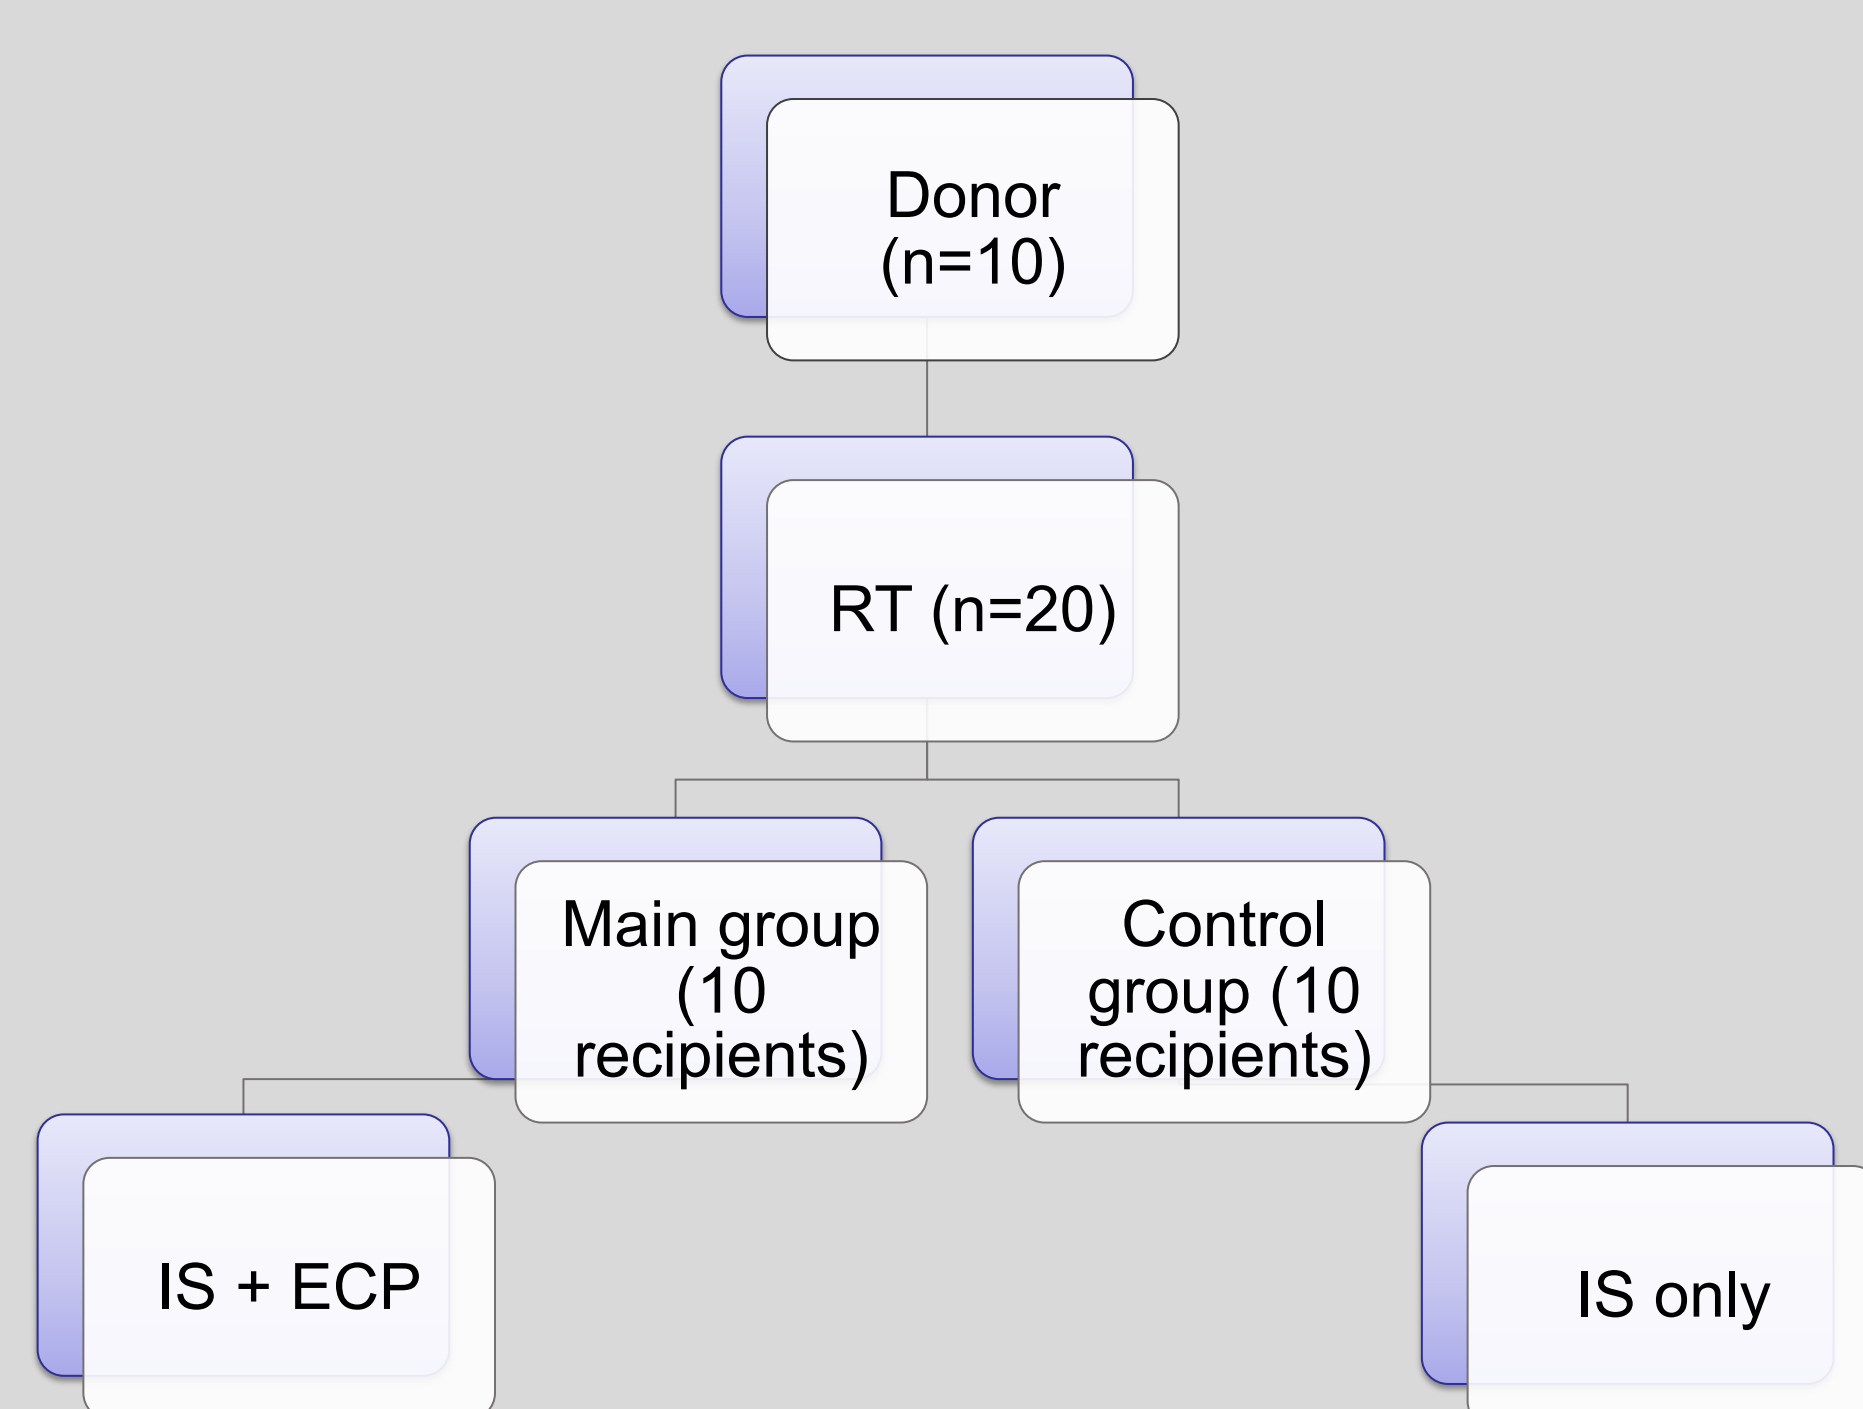 Donor
(n=10)
RT (n=20)
Main group
(10
recipients)
Control
group (10
recipients)
IS + ECP
IS only